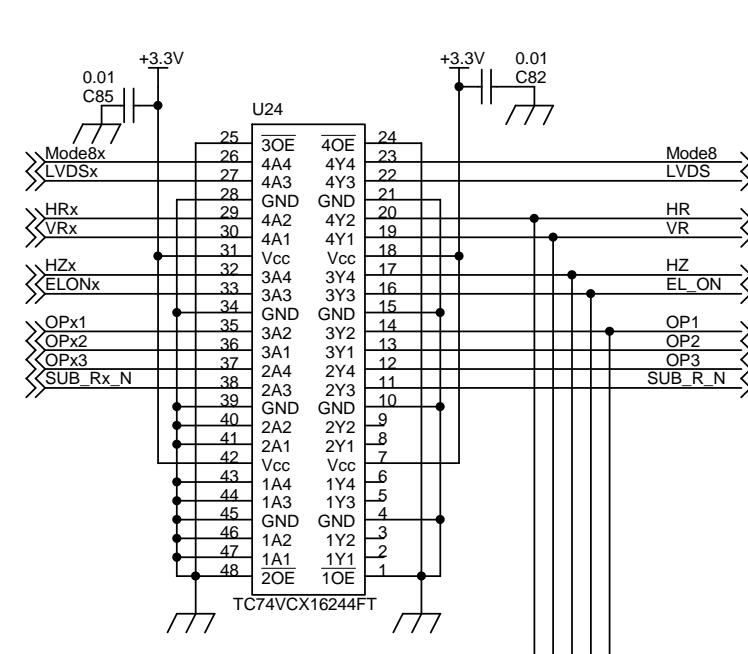 +3.3V
+3.3V
0.01
C85
0.01
C82
U24
25 3OE 4OE 24
Mode8x 26 4A4 4Y4 23 Mode8
LVDSx 27 4A3 4Y3 22 LVDS
28 GND GND 21
HRx 29 4A2 4Y2 20 HR
VRx 30 4A1 4Y1 19 VR
31 Vcc Vcc 18
HZx 32 3A4 3Y4 17 HZ
ELONx 33 3A3 3Y3 16 EL_ON
34 GND GND 15
OPx1 35 3A2 3Y2 14 OP1
OPx2 36 3A1 3Y1 13 OP2
OPx3 37 2A4 2Y4 12 OP3
SUB_Rx_N 38 2A3 2Y3 11 SUB_R_N
39 GND GND 10
40 2A2 2Y2 9
41 2A1 2Y1 8
42 Vcc Vcc 7
43 1A4 1Y4 6
44 1A3 1Y3 5
45 GND GND 4
46 1A2 1Y2 3
47 1A1 1Y1 2
48 2OE 1OE 1
TC74VCX16244FT